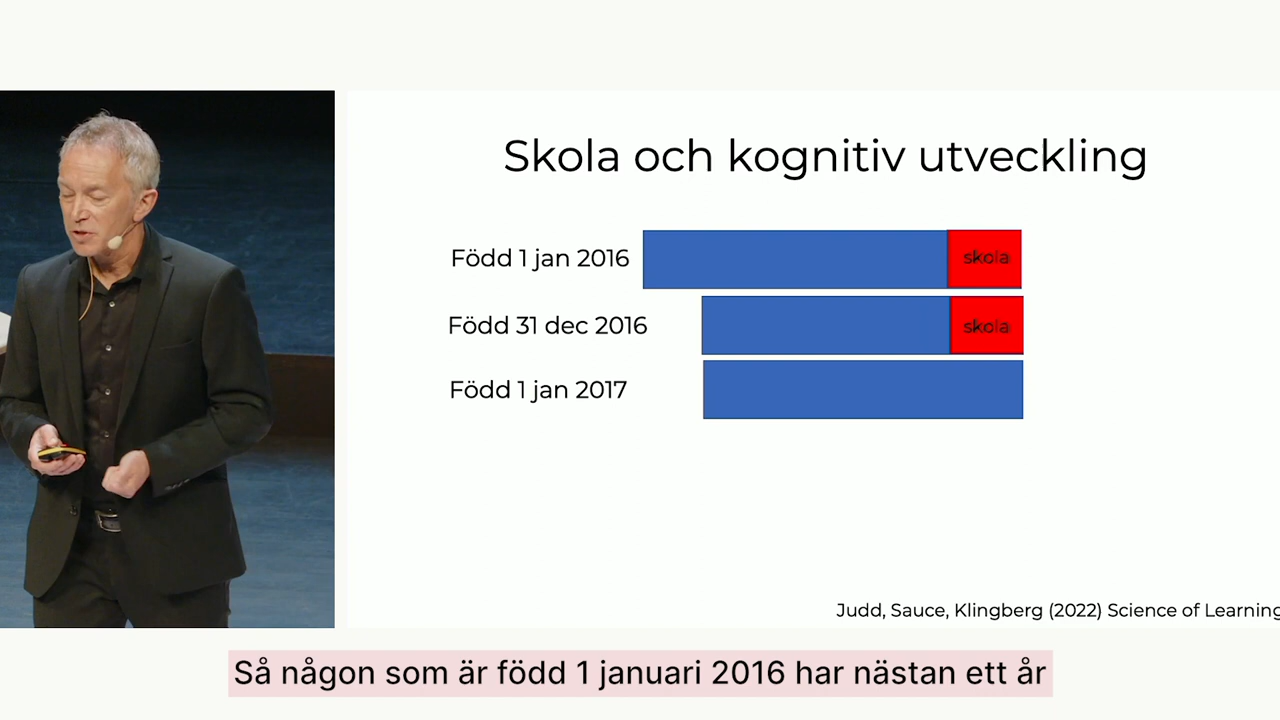 Skola och kognitiv utveckling
Född 1 jan 2016
skola
Född 31 dec 2016
skola
Född 1 jan 2017
Judd, Sauce, Klingberg (2022) Science of Learning
Så någon som är född 1 januari 2016 har nästan ett år